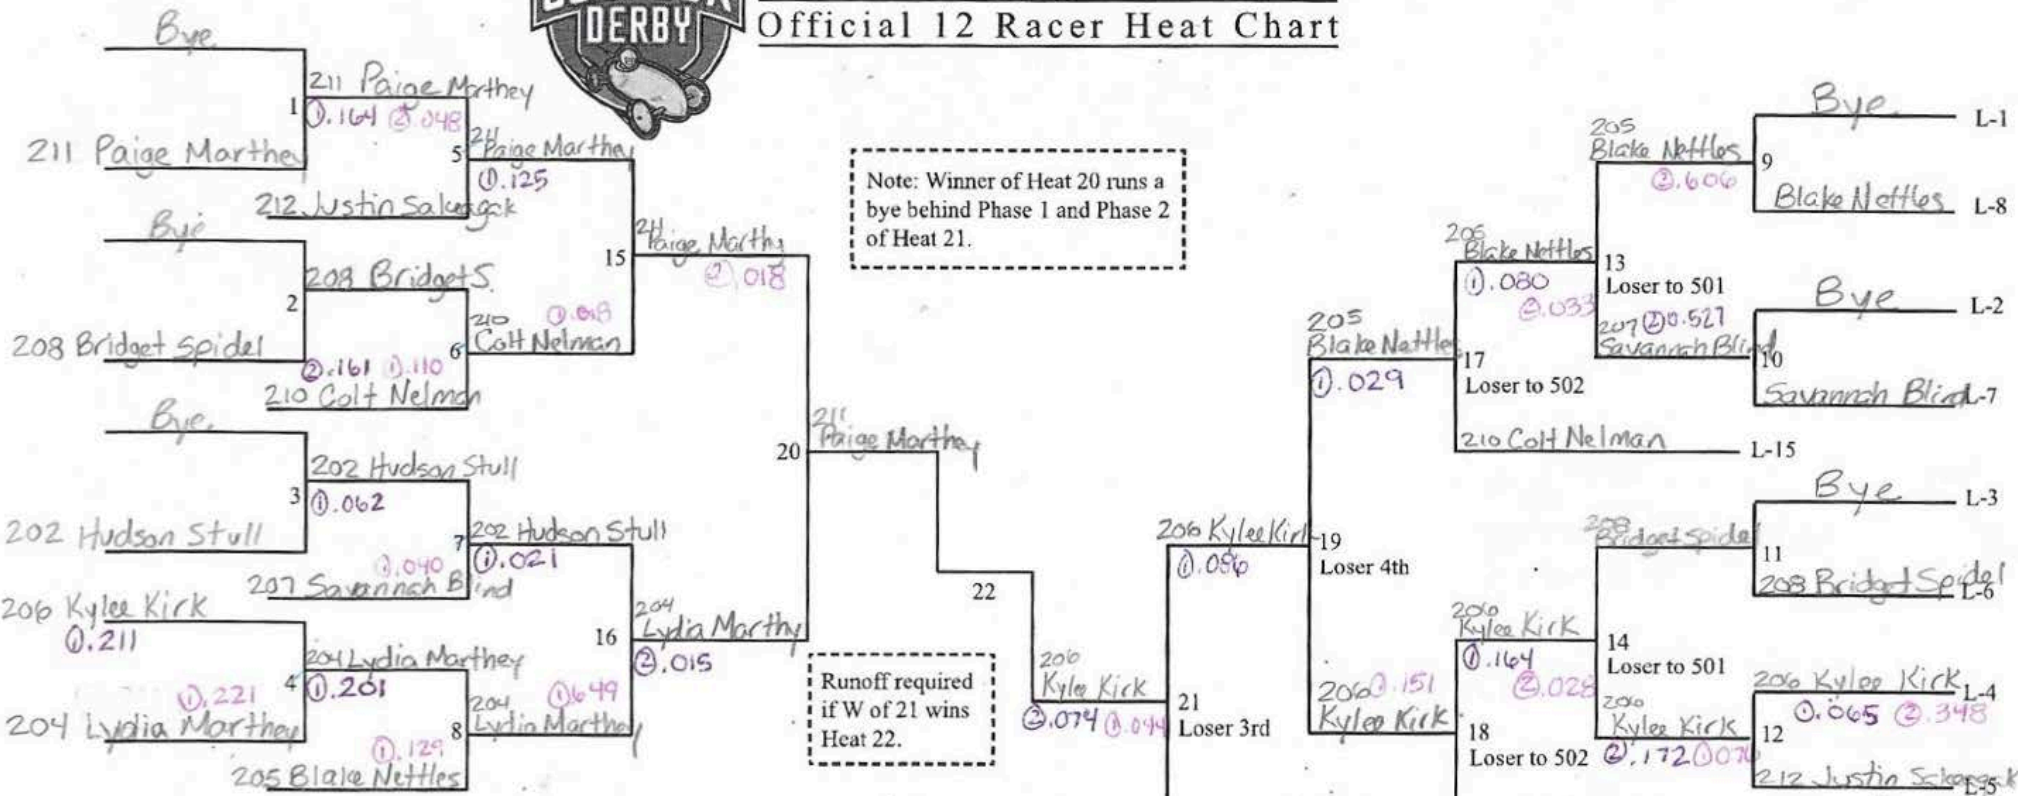 DERBY
Official 12 Racer Heat Chart
Bye
1
211 Paige Marthey
211 Paige Marthey
①.164 ②.048
5
212 Justin
211 Paige Marthey
①.125
Bye
2
208 Bridget Spidel
208 Bridget S.
②.161 ①.110
6
210 Colt Nelman
210 Colt Nelman
15
211 Paige Marthy
②.018
Bye
3
202 Hudson Stull
202 Hudson Stull
①.062
①.040
7
207 Savannah Blind
202 Hudson Stull
①.021
206 Kylee Kirk
①.211
①.221
4
204 Lydia Marthey
204 Lydia Marthey
①.201
①.129
8
205 Blake Nettles
204 Lydia Marthey
①.649
16
204 Lydia Marthy
②.015
20
211 Paige Marthey
22
Note: Winner of Heat 20 runs a
bye behind Phase 1 and Phase 2
of Heat 21.
Runoff required
if W of 21 wins
Heat 22.
206 Kylee Kirk
②.074
21
Loser 3rd
206 Kylee Kirk
19
Loser 4th
205 Blake Nettles
①.029
17
Loser to 502
205 Blake Nettles
①.080
②.033
210 Colt Nelman
L-15
13
Loser to 501
205 Blake Nettles
②.606
9
Bye
L-1
Blake Nettles
L-8
207 ②0.527
Savannah Blind
10
Bye
L-2
Savannah Blind
L-7
206 ①.151
Kylee Kirk
18
Loser to 502
206 Kylee Kirk
①.164
②.028
14
Loser to 501
208 Bridget Spidel
11
Bye
L-3
208 Bridget Spidel
L-6
206 Kylee Kirk
②.172
12
206 Kylee Kirk
L-4
①.065 ②.348
212 Justin
L-5